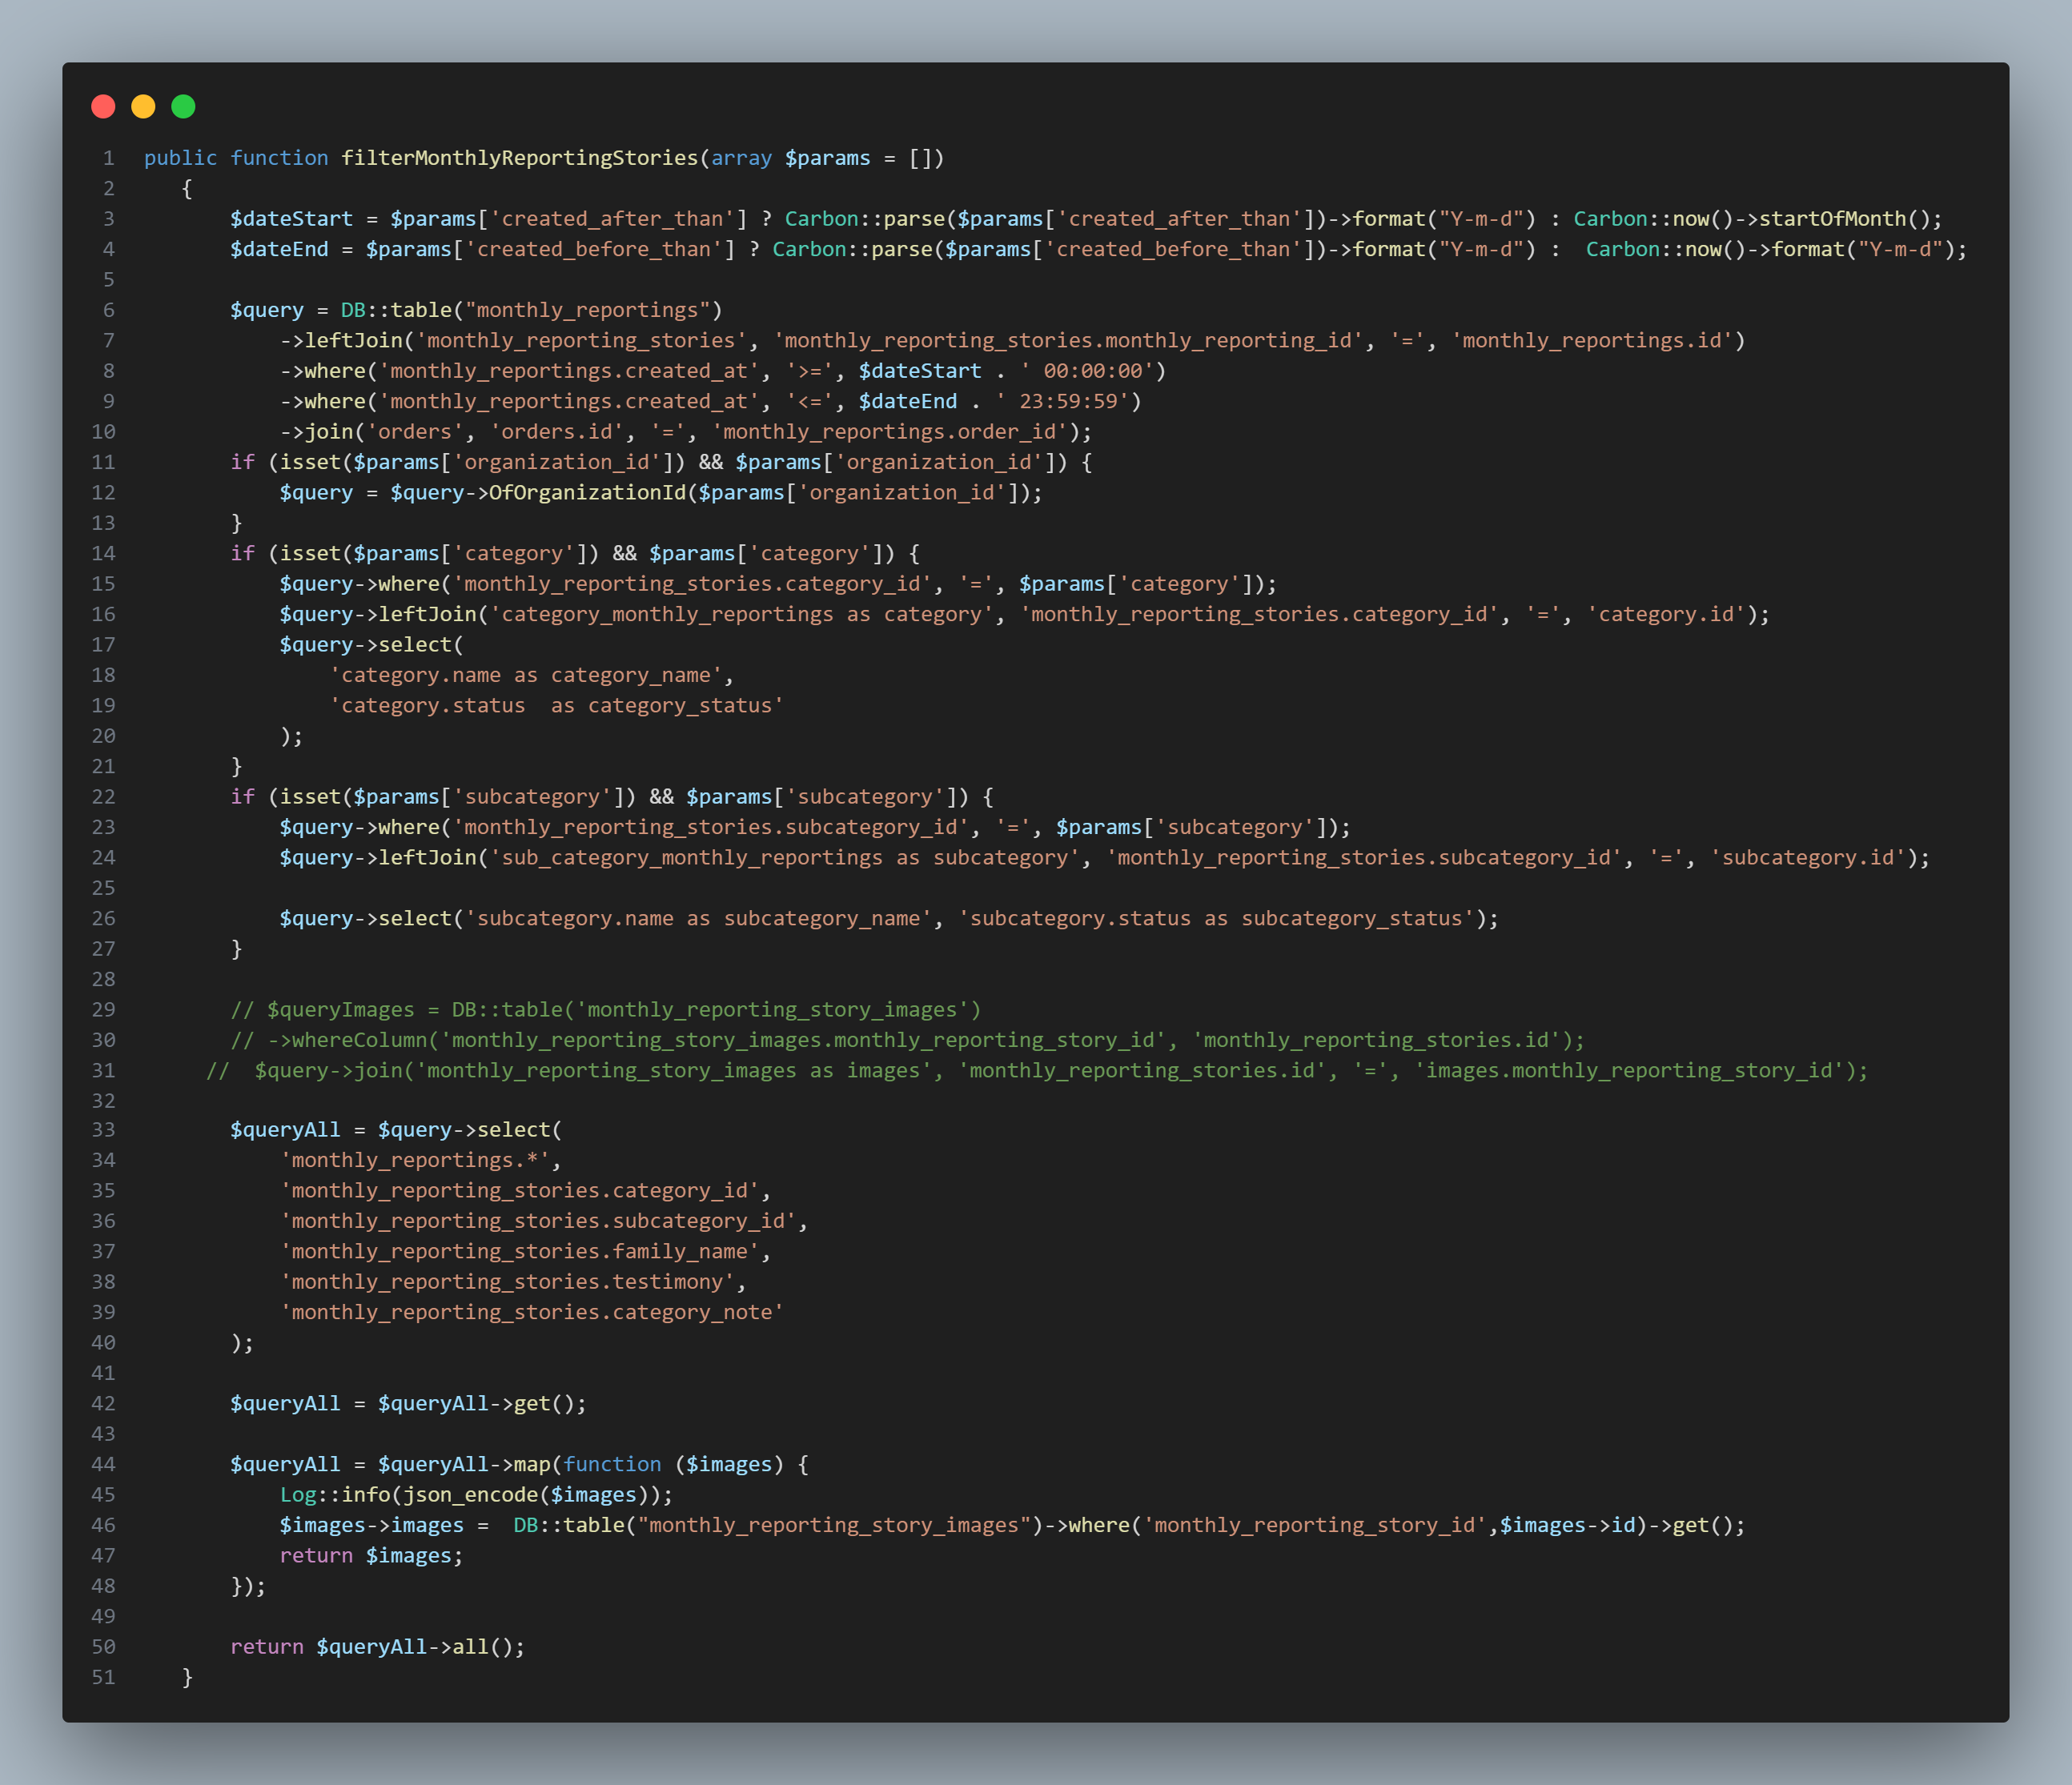 1 public function filterMonthlyReportingStories(array $params = [])
2 {
3 $dateStart = $params['created_after_than'] ? Carbon::parse($params['created_after_than'])->format("Y-m-d") : Carbon::now()->startOfMonth();
4 $dateEnd = $params['created_before_than'] ? Carbon::parse($params['created_before_than'])->format("Y-m-d") :  Carbon::now()->format("Y-m-d");
5
6 $query = DB::table("monthly_reportings")
7 ->leftJoin('monthly_reporting_stories', 'monthly_reporting_stories.monthly_reporting_id', '=', 'monthly_reportings.id')
8 ->where('monthly_reportings.created_at', '>=', $dateStart . ' 00:00:00')
9 ->where('monthly_reportings.created_at', '<=', $dateEnd . ' 23:59:59')
10 ->join('orders', 'orders.id', '=', 'monthly_reportings.order_id');
11 if (isset($params['organization_id']) && $params['organization_id']) {
12 $query = $query->OfOrganizationId($params['organization_id']);
13 }
14 if (isset($params['category']) && $params['category']) {
15 $query->where('monthly_reporting_stories.category_id', '=', $params['category']);
16 $query->leftJoin('category_monthly_reportings as category', 'monthly_reporting_stories.category_id', '=', 'category.id');
17 $query->select(
18 'category.name as category_name',
19 'category.status  as category_status'
20 );
21 }
22 if (isset($params['subcategory']) && $params['subcategory']) {
23 $query->where('monthly_reporting_stories.subcategory_id', '=', $params['subcategory']);
24 $query->leftJoin('sub_category_monthly_reportings as subcategory', 'monthly_reporting_stories.subcategory_id', '=', 'subcategory.id');
25
26 $query->select('subcategory.name as subcategory_name', 'subcategory.status as subcategory_status');
27 }
28
29 // $queryImages = DB::table('monthly_reporting_story_images')
30 // ->whereColumn('monthly_reporting_story_images.monthly_reporting_story_id', 'monthly_reporting_stories.id');
31 //  $query->join('monthly_reporting_story_images as images', 'monthly_reporting_stories.id', '=', 'images.monthly_reporting_story_id');
32
33 $queryAll = $query->select(
34 'monthly_reportings.*',
35 'monthly_reporting_stories.category_id',
36 'monthly_reporting_stories.subcategory_id',
37 'monthly_reporting_stories.family_name',
38 'monthly_reporting_stories.testimony',
39 'monthly_reporting_stories.category_note'
40 );
41
42 $queryAll = $queryAll->get();
43
44 $queryAll = $queryAll->map(function ($images) {
45 Log::info(json_encode($images));
46 $images->images =  DB::table("monthly_reporting_story_images")->where('monthly_reporting_story_id',$images->id)->get();
47 return $images;
48 });
49
50 return $queryAll->all();
51 }